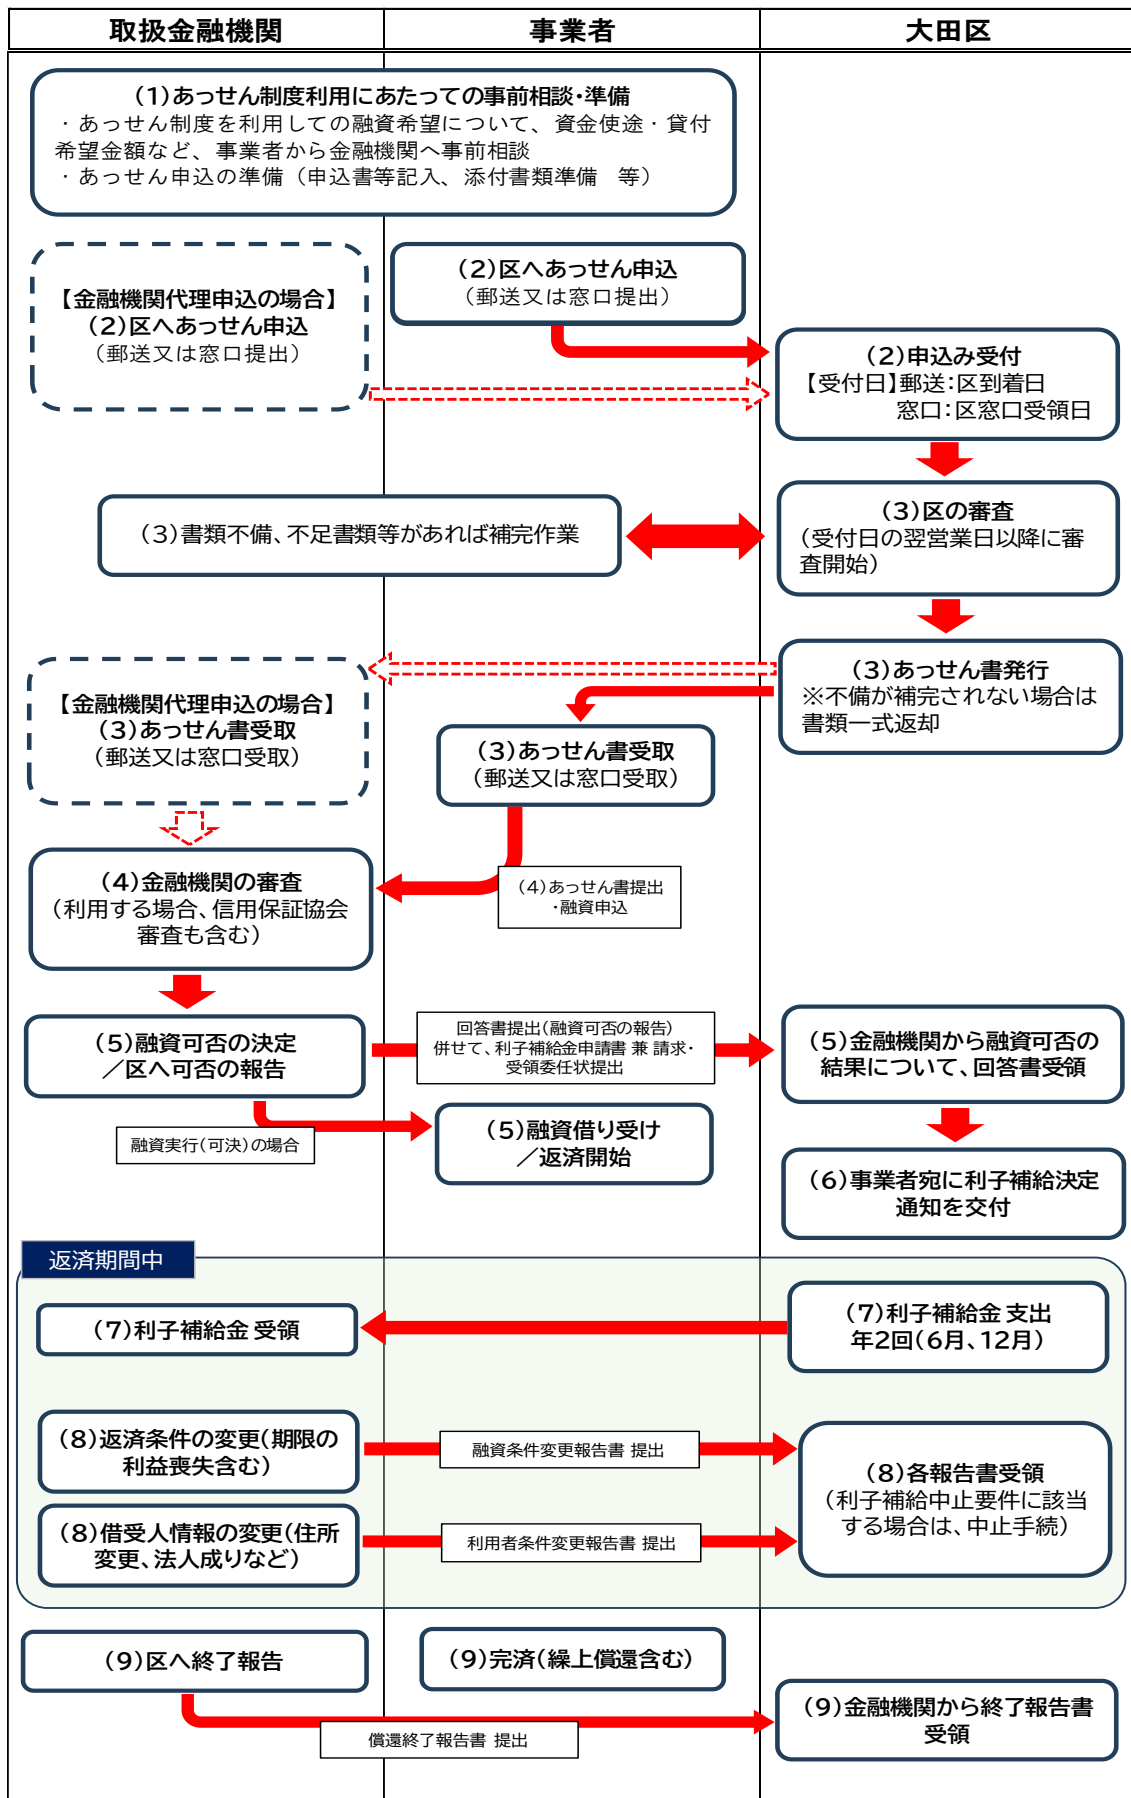 取扱金融機関
事業者
大田区
(1)あっせん制度利用にあたっての事前相談・準備
・あっせん制度を利用しての融資希望について、資金使途・貸付
希望金額など、事業者から金融機関へ事前相談
・あっせん申込の準備（申込書等記入、添付書類準備　等）
【金融機関代理申込の場合】
(2)区へあっせん申込
（郵送又は窓口提出）
(2)区へあっせん申込
（郵送又は窓口提出）
(2)申込み受付
【受付日】郵送：区到着日
窓口：区窓口受領日
(3)書類不備、不足書類等があれば補完作業
(3)区の審査
(受付日の翌営業日以降に審
査開始)
(3)あっせん書発行
※不備が補完されない場合は
書類一式返却
【金融機関代理申込の場合】
(3)あっせん書受取
(郵送又は窓口受取)
(3)あっせん書受取
(郵送又は窓口受取)
(4)金融機関の審査
(利用する場合、信用保証協会
審査も含む)
(4)あっせん書提出
・融資申込
(5)融資可否の決定
／区へ可否の報告
回答書提出(融資可否の報告)
併せて、利子補給金申請書 兼 請求・
受領委任状提出
(5)金融機関から融資可否の
結果について、回答書受領
融資実行(可決)の場合
(5)融資借り受け
／返済開始
(6)事業者宛に利子補給決定
通知を交付
返済期間中
(7)利子補給金 受領
(7)利子補給金 支出
年2回(6月、12月)
(8)返済条件の変更(期限の
利益喪失含む)
融資条件変更報告書 提出
(8)各報告書受領
(利子補給中止要件に該当
する場合は、中止手続)
(8)借受人情報の変更(住所
変更、法人成りなど)
利用者条件変更報告書 提出
(9)区へ終了報告
(9)完済(繰上償還含む)
(9)金融機関から終了報告書
受領
償還終了報告書 提出